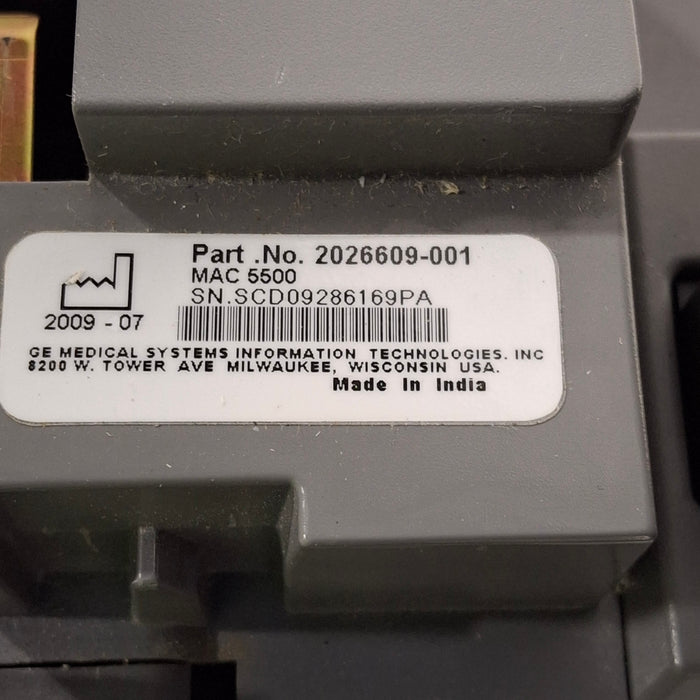 Part .No. 2026609-001
MAC 5500
SN.SCD09286169PA
2009 - 07
GE MEDICAL SYSTEMS INFORMATION TECHNOLOGIES. INC
8200 W. TOWER AVE MILWAUKEE, WISCONSIN USA.
Made In India